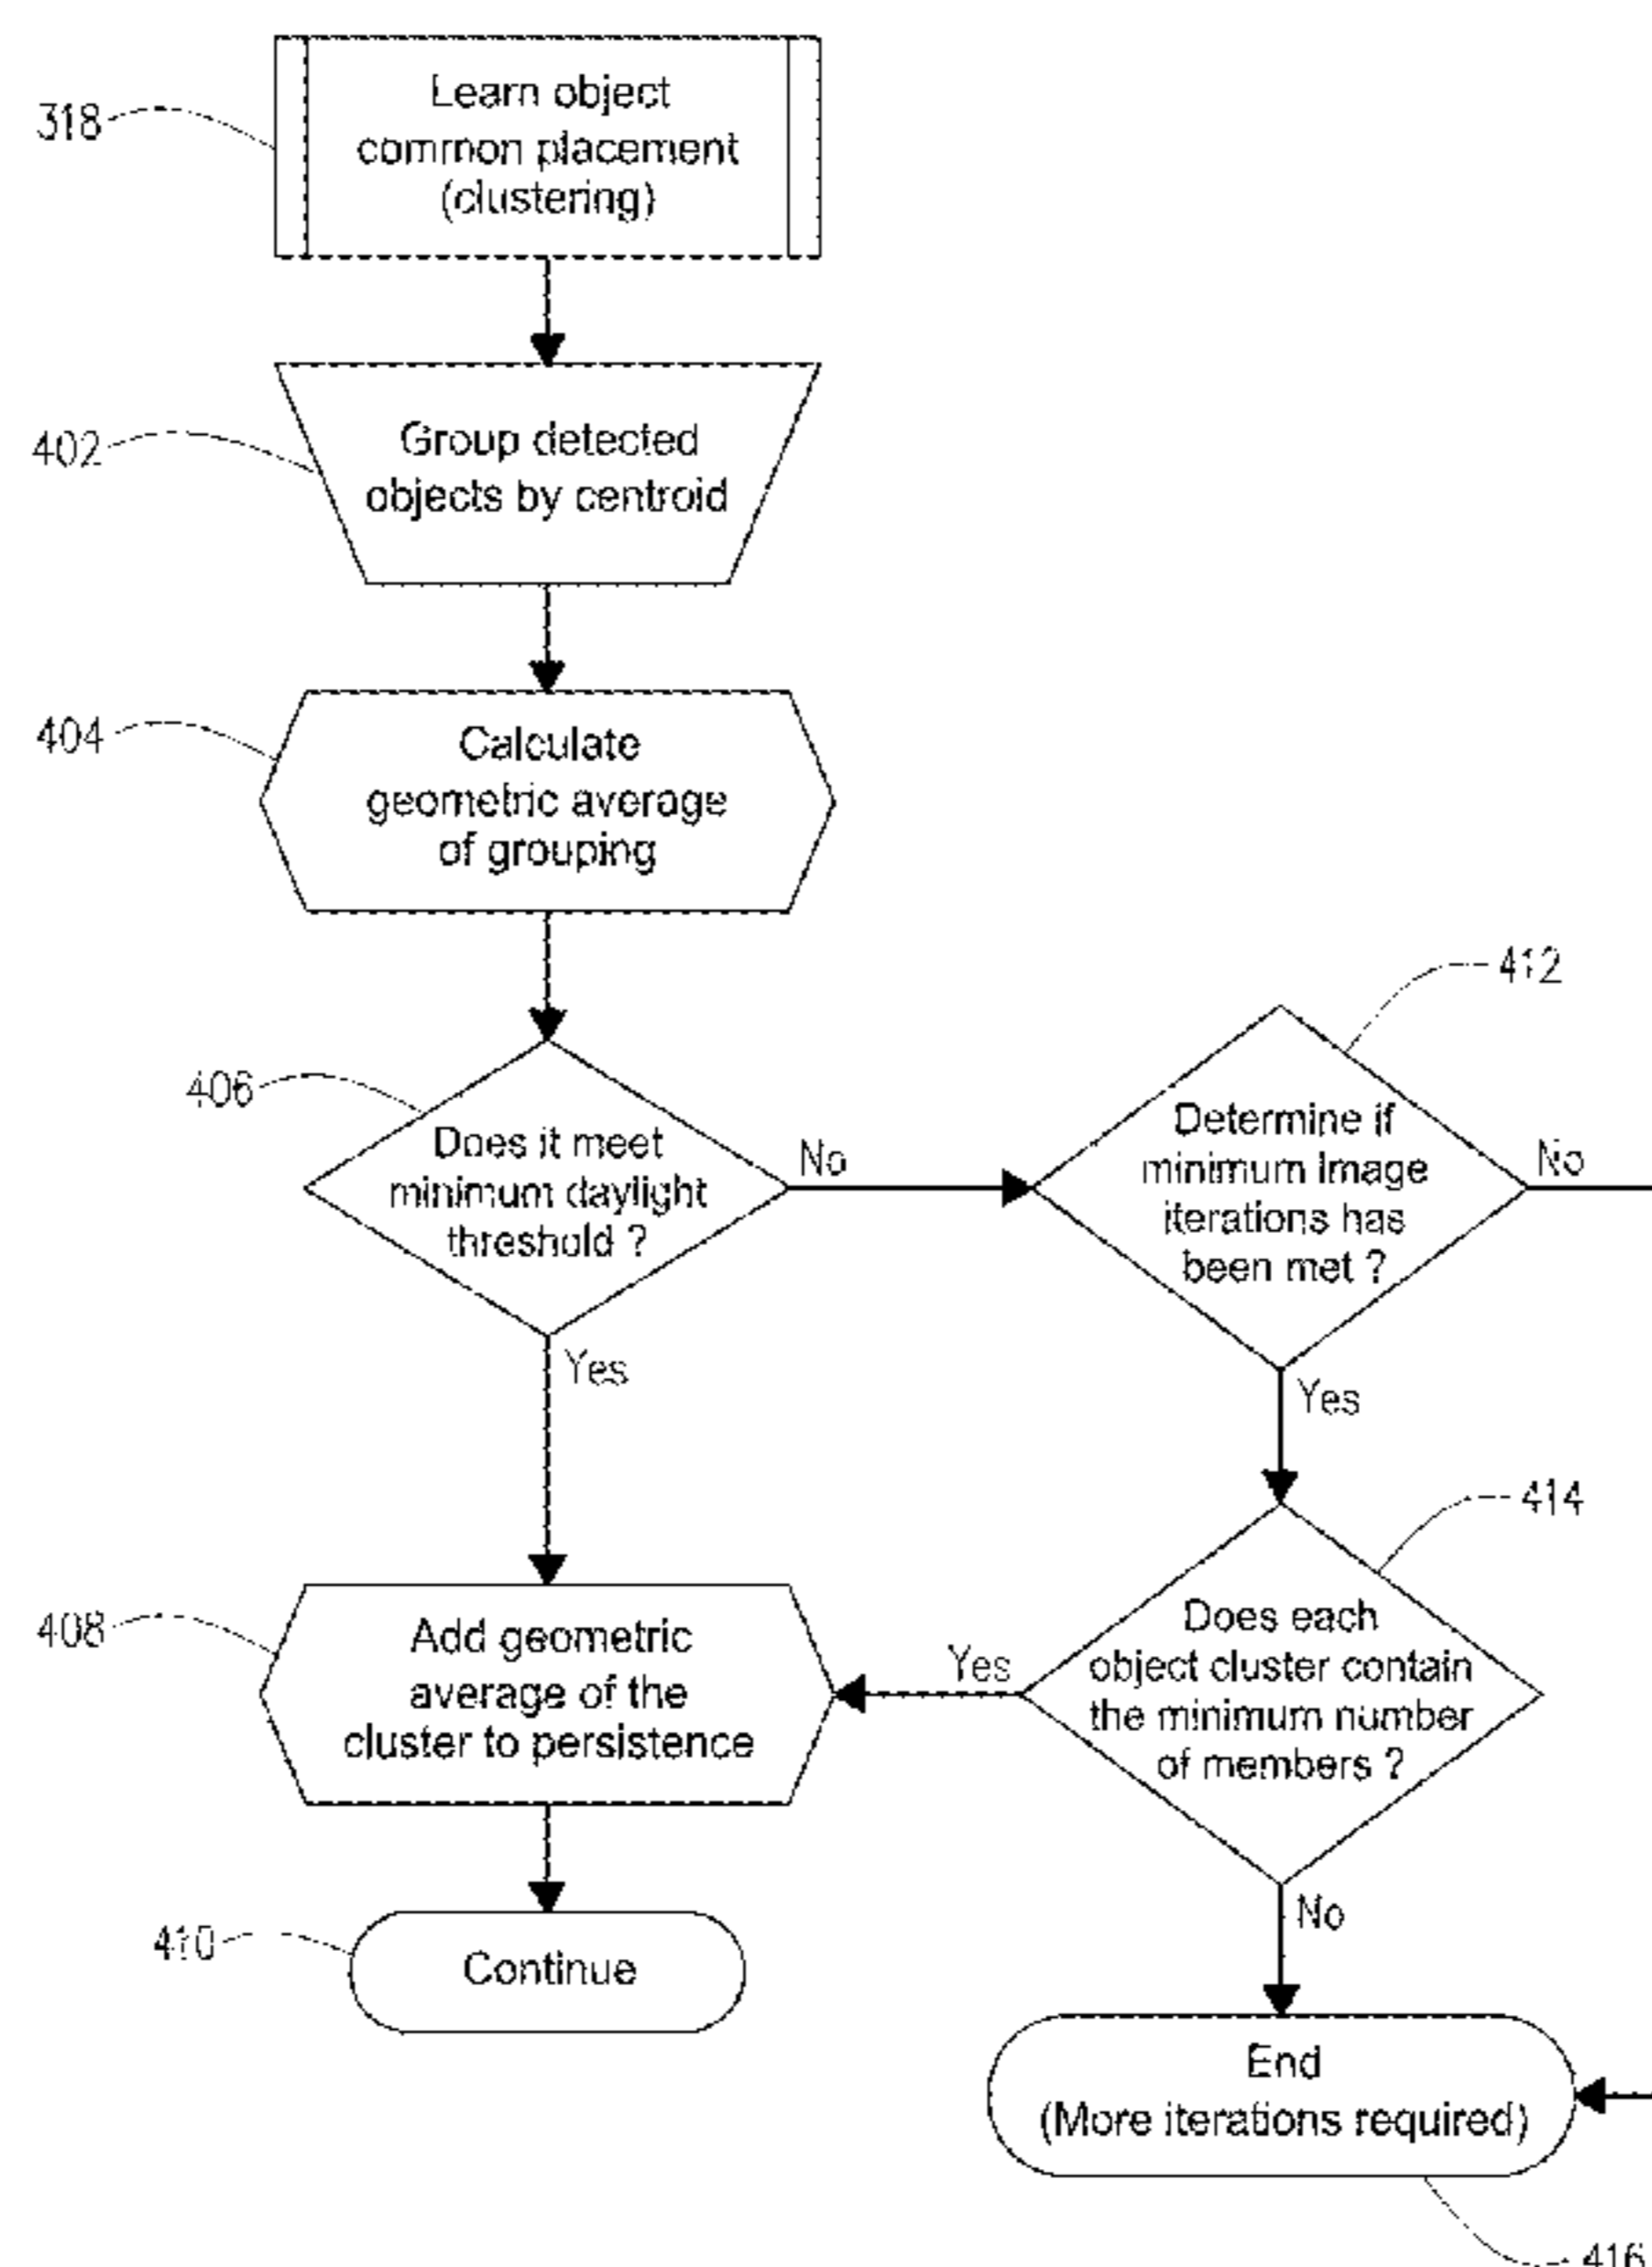 318
Learn object
common placement
(clustering)
402
Group detected
objects by centroid
404
Calculate
geometric average
of grouping
412
406
Does it meet
minimum daylight
threshold ?
No
Determine if
minimum image
iterations has
been met ?
No
Yes
Yes
414
408
Add geometric
average of the
cluster to persistence
Yes
Does each
object cluster contain
the minimum number
of members ?
No
410
Continue
End
(More iterations required)
416